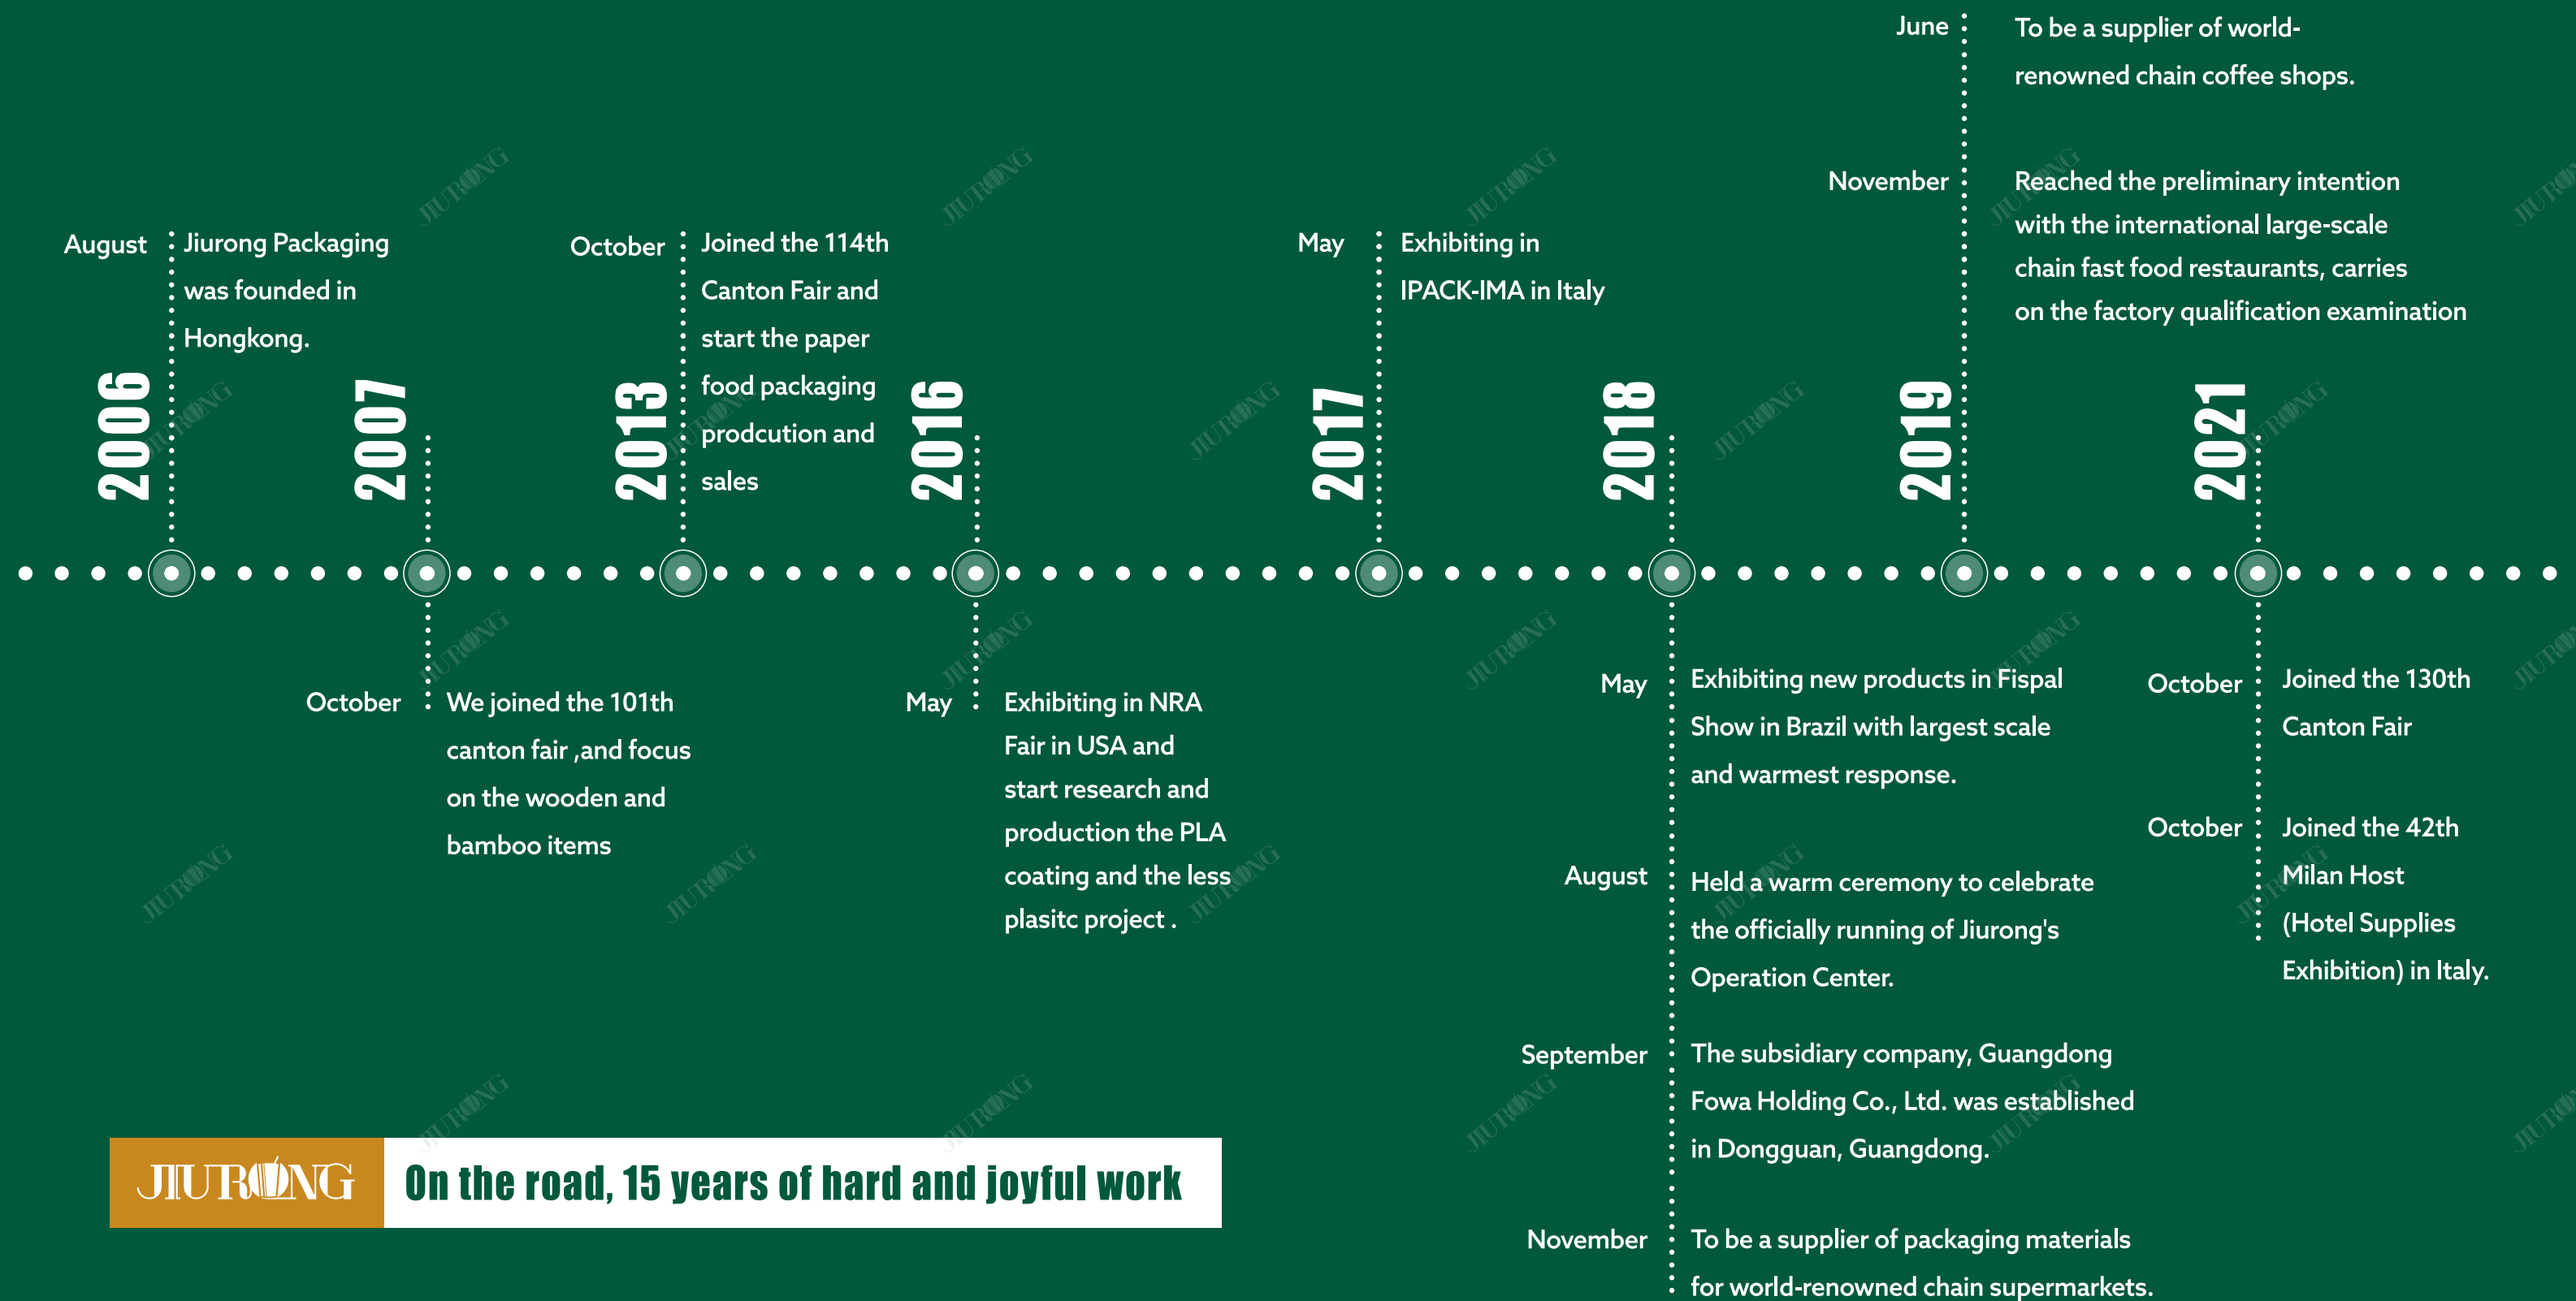 2006
August
Jiurong Packaging
was founded in
Hongkong.
2007
October
We joined the 101th
canton fair ,and focus
on the wooden and
bamboo items
2013
October
Joined the 114th
Canton Fair and
start the paper
food packaging
prodcution and
sales
2016
May
Exhibiting in NRA
Fair in USA and
start research and
production the PLA
coating and the less
plasitc project .
2017
May
Exhibiting in
IPACK-IMA in Italy
2018
May
Exhibiting new products in Fispal
Show in Brazil with largest scale
and warmest response.
August
Held a warm ceremony to celebrate
the officially running of Jiurong's
Operation Center.
September
The subsidiary company, Guangdong
Fowa Holding Co., Ltd. was established
in Dongguan, Guangdong.
November
To be a supplier of packaging materials
for world-renowned chain supermarkets.
2019
June
To be a supplier of world-
renowned chain coffee shops.
November
Reached the preliminary intention
with the international large-scale
chain fast food restaurants, carries
on the factory qualification examination
2021
October
Joined the 130th
Canton Fair
October
Joined the 42th
Milan Host
(Hotel Supplies
Exhibition) in Italy.
JIURONG
On the road, 15 years of hard and joyful work